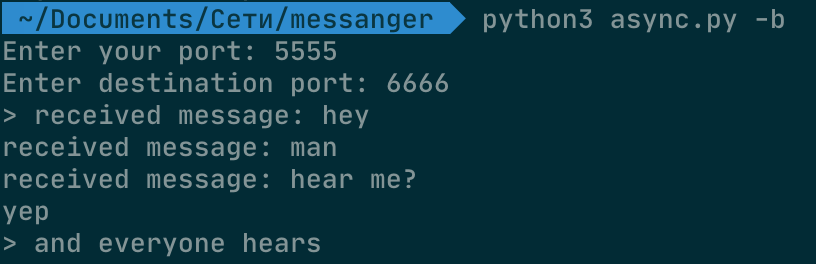 ~/Documents/Сети/messanger python3 async.py -b
Enter your port: 5555
Enter destination port: 6666
> received message: hey
received message: man
received message: hear me?
yep
> and everyone hears